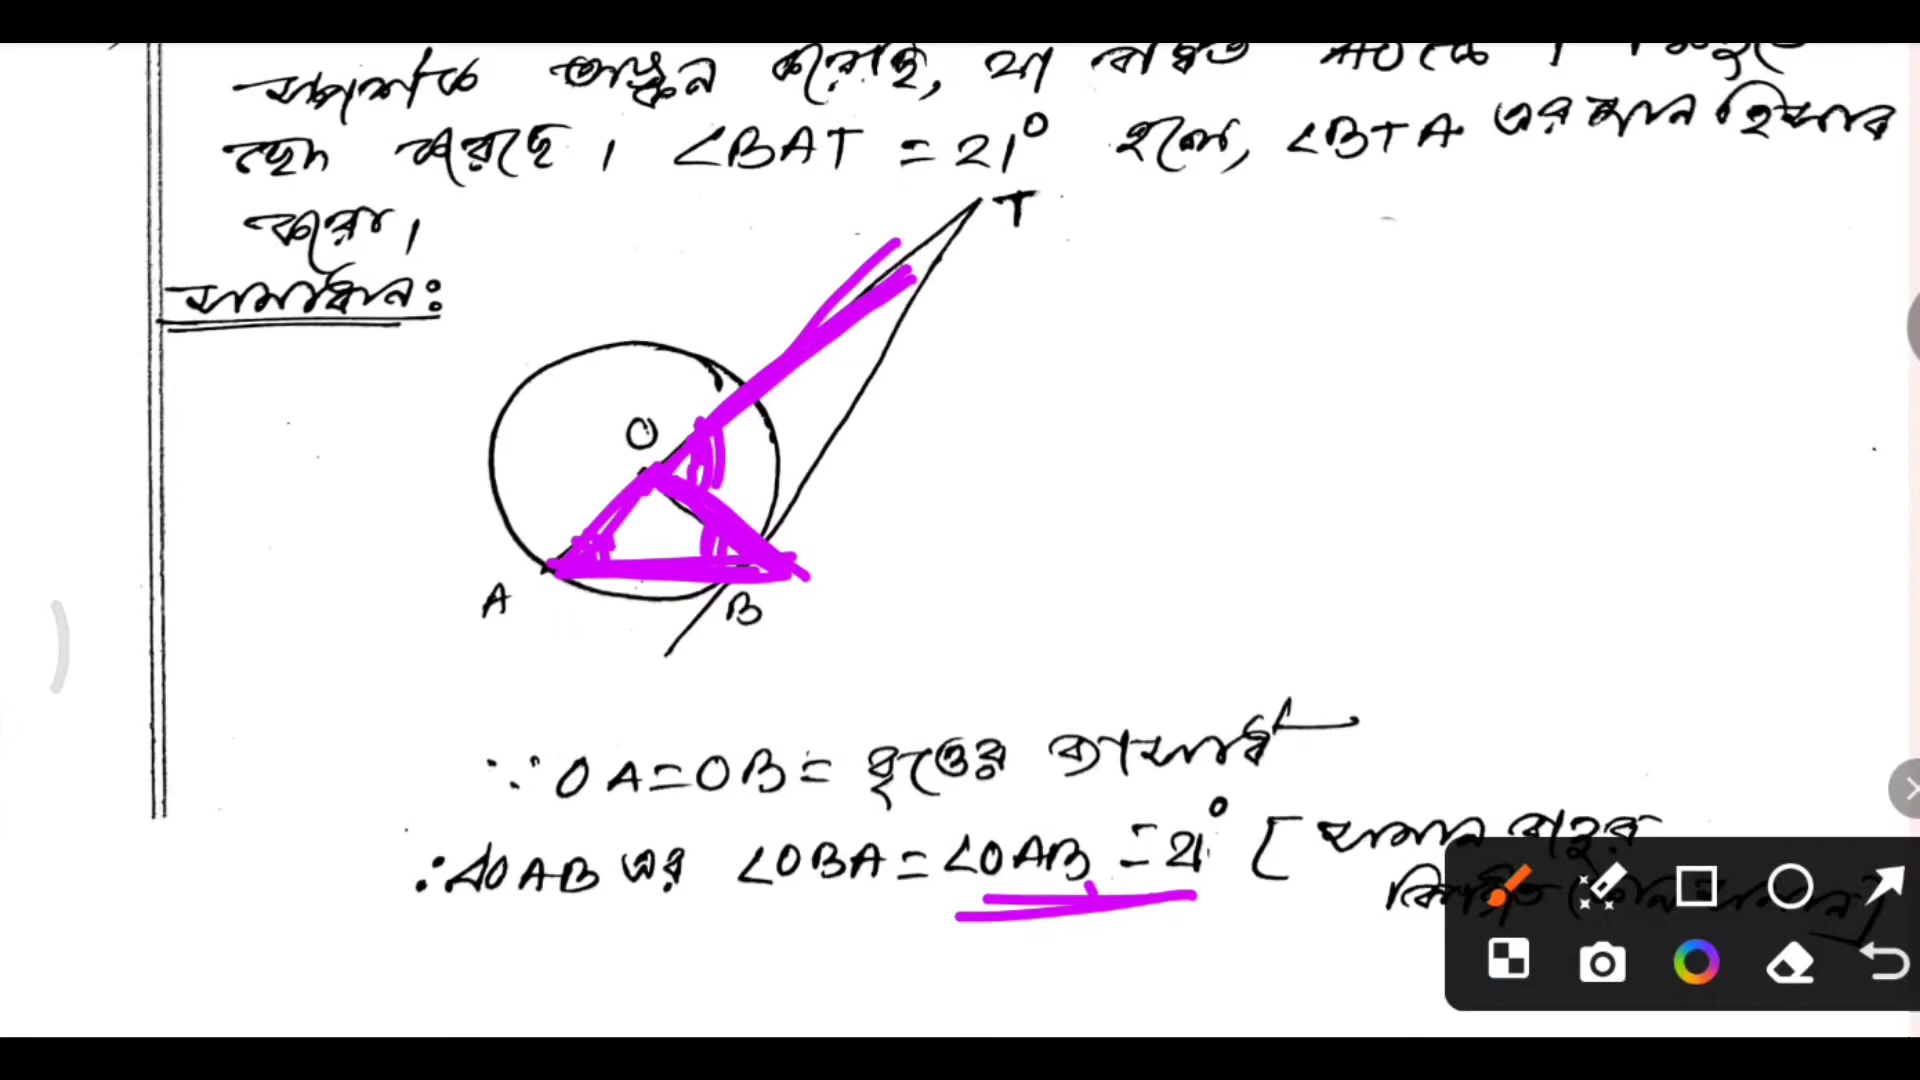 স্পর্শক অঙ্কন করেছি, যা বর্ধিত
ছেদ করেছে। ∠BAT = 21° হলে, ∠BTA এর মান হিসাব
করো।
সমাধান:
T
O
A
B
∵ OA = OB = বৃত্তের ব্যাসার্ধ
∴ △OAB এর ∠OBA = ∠OAB = 21° [ সমান বাহুর